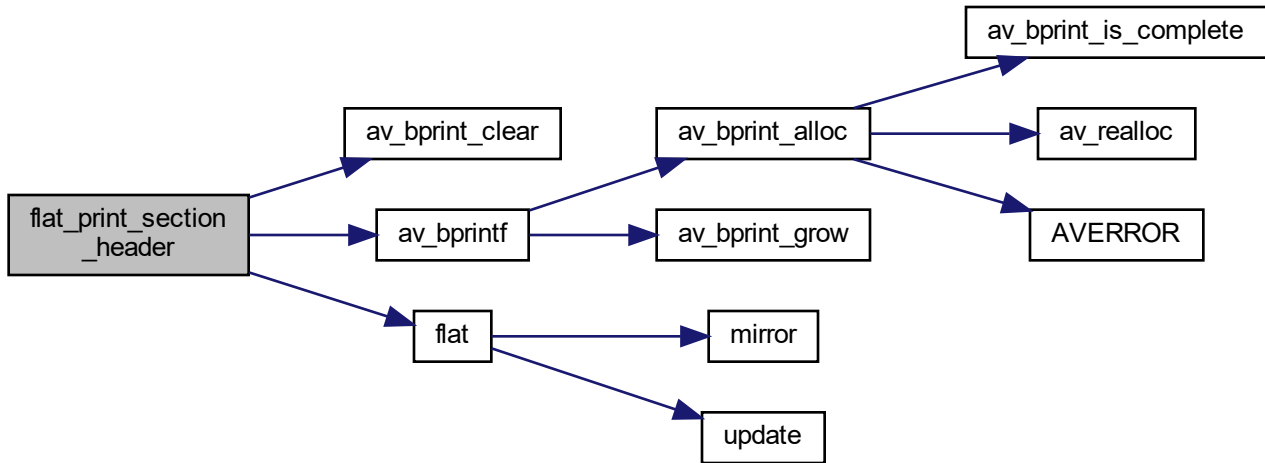 av_bprint_is_complete
av_bprint_clear
av_bprint_alloc
av_realloc
flat_print_section
_header
av_bprintf
av_bprint_grow
AVERROR
flat
mirror
update